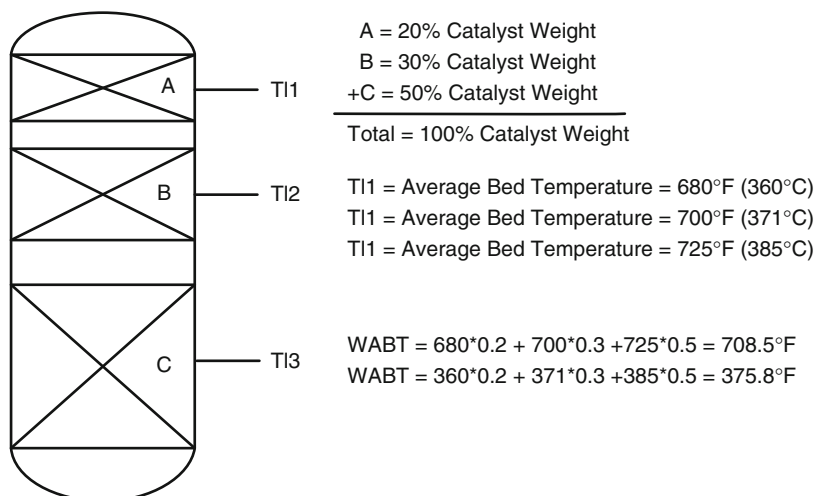 A
TI1
B
TI2
C
TI3
A = 20% Catalyst Weight
B = 30% Catalyst Weight
+C = 50% Catalyst Weight
Total = 100% Catalyst Weight
TI1 = Average Bed Temperature = 680°F (360°C)
TI1 = Average Bed Temperature = 700°F (371°C)
TI1 = Average Bed Temperature = 725°F (385°C)
WABT = 680*0.2 + 700*0.3 +725*0.5 = 708.5°F
WABT = 360*0.2 + 371*0.3 +385*0.5 = 375.8°F